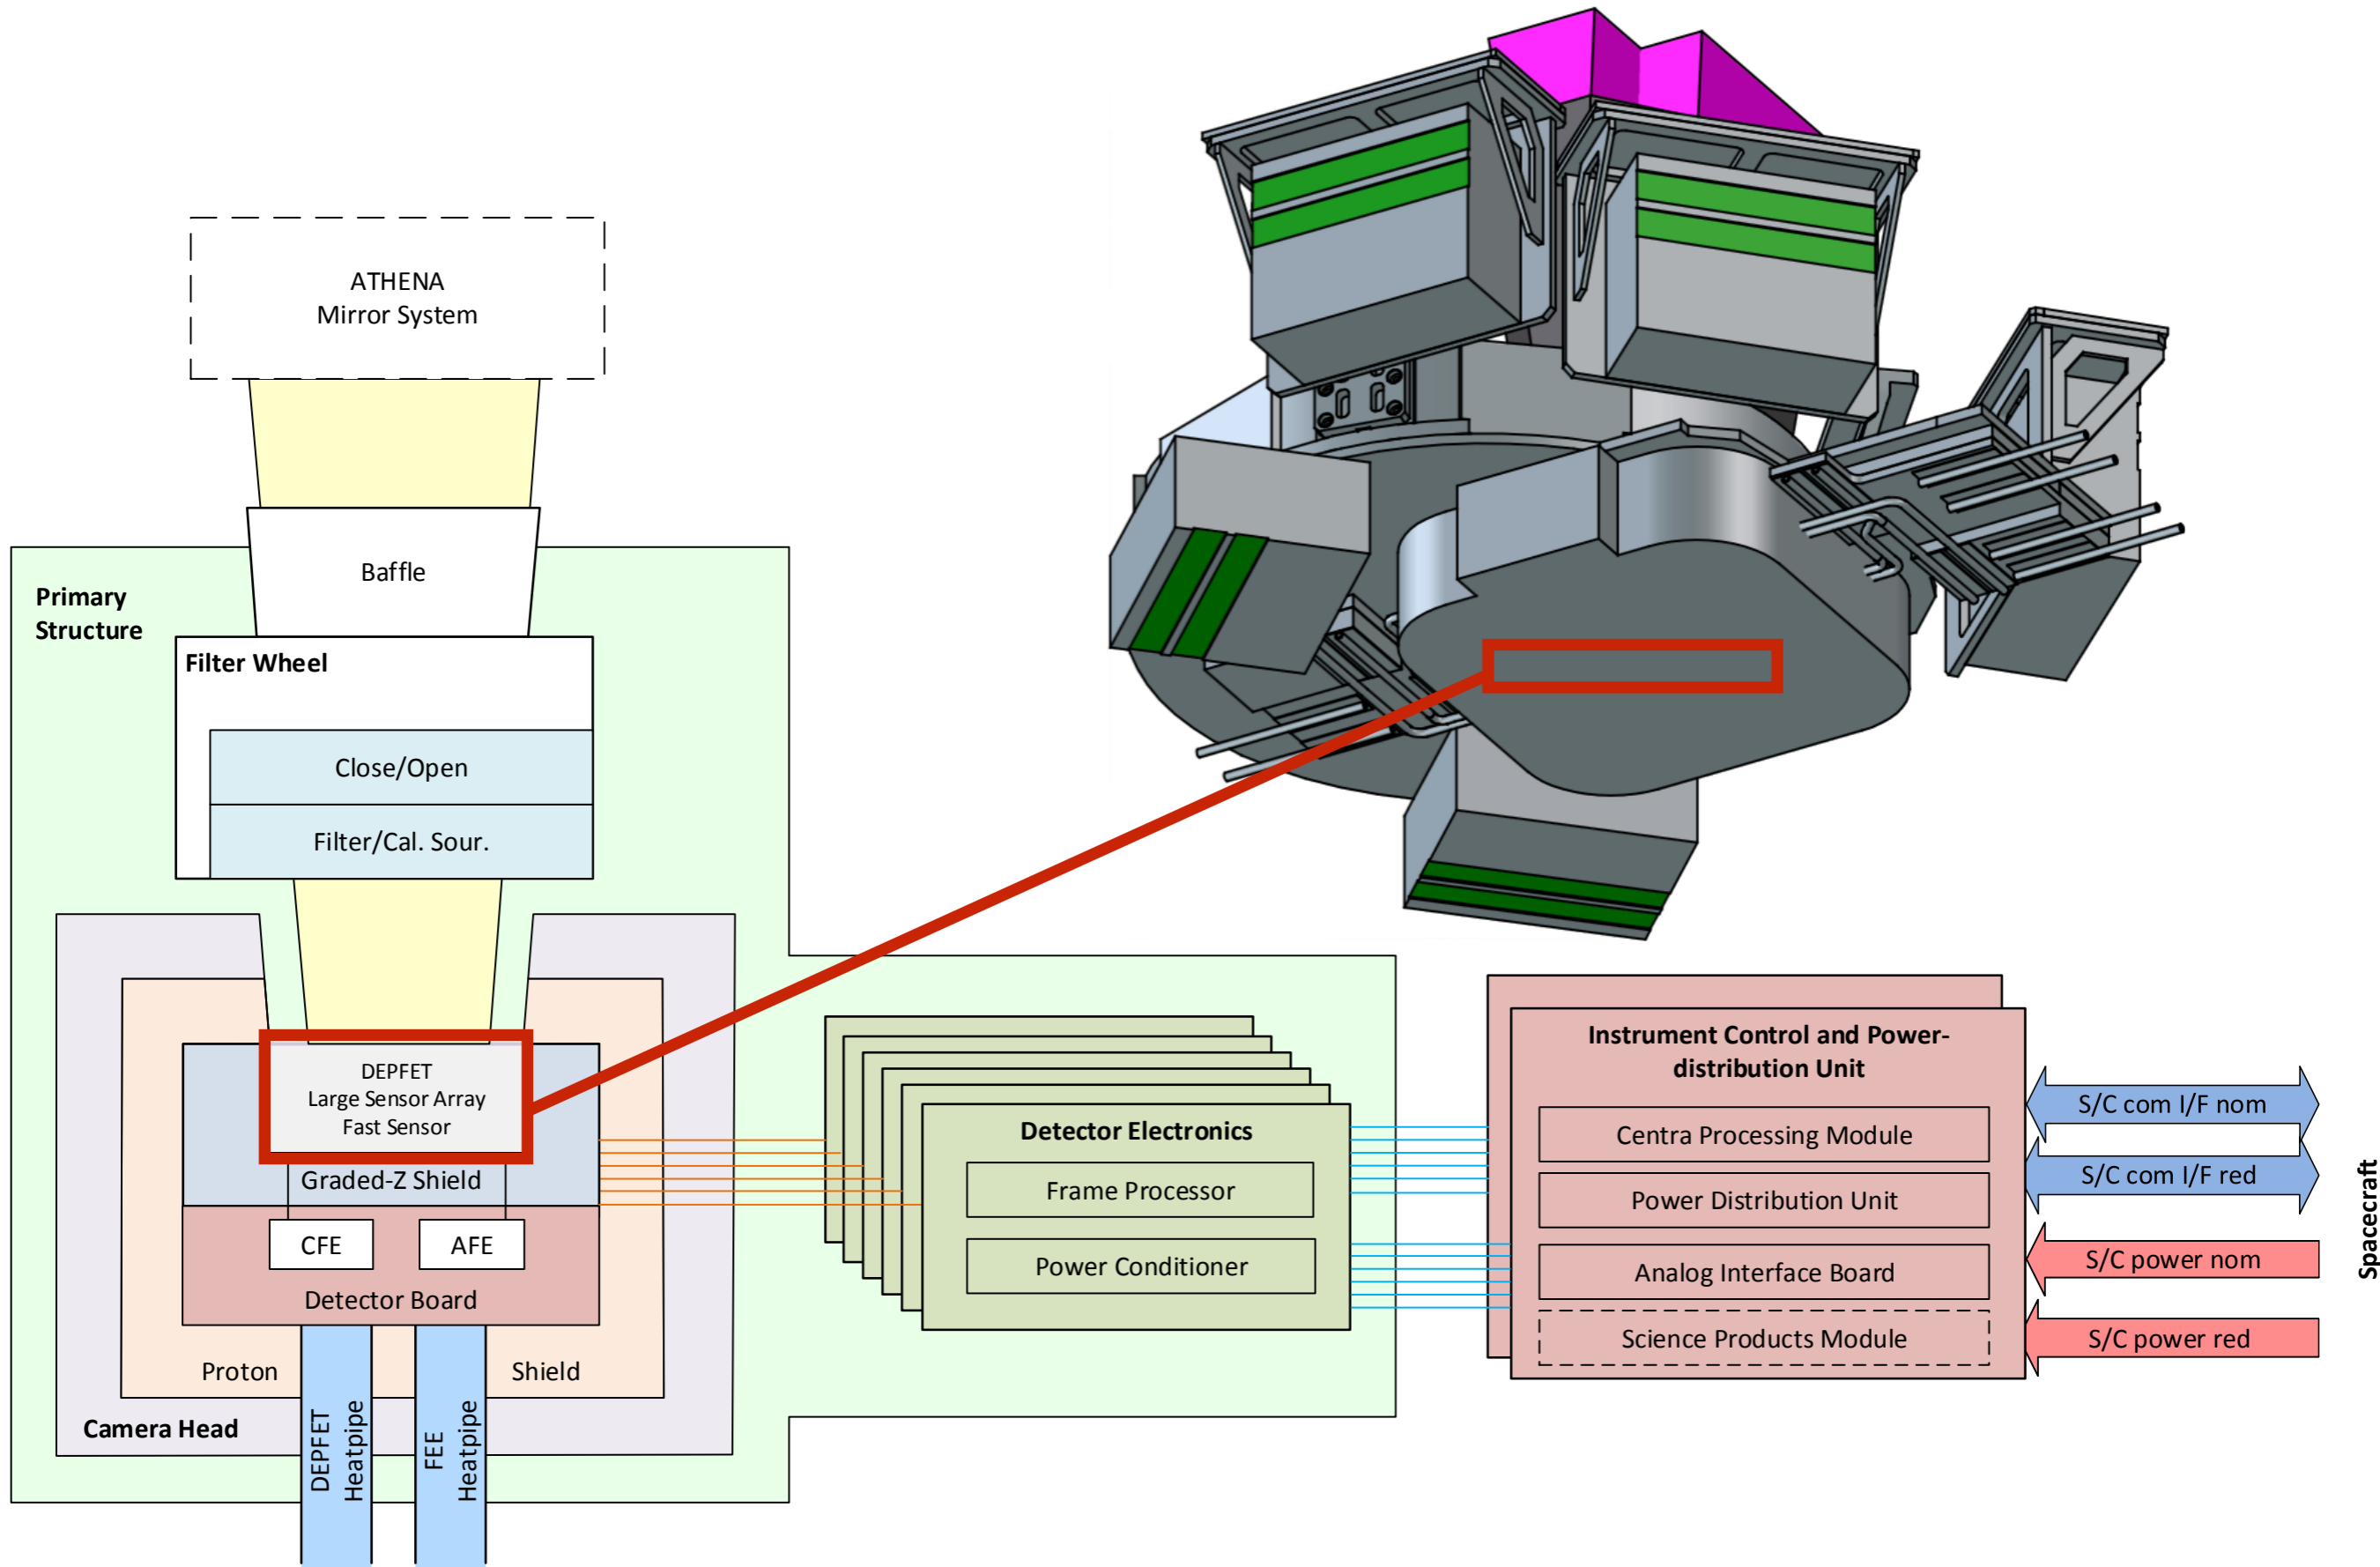 ATHENA
Mirror System
Baffle
Primary
Structure
Filter Wheel
Close/Open
Filter/Cal. Sour.
DEPFET
Large Sensor Array
Fast Sensor
Graded-Z Shield
CFE
AFE
Detector Board
Proton
Shield
Camera Head
DEPFET
Heatpipe
FEE
Heatpipe
Detector Electronics
Frame Processor
Power Conditioner
Instrument Control and Power-
distribution Unit
Centra Processing Module
Power Distribution Unit
Analog Interface Board
Science Products Module
S/C com I/F nom
S/C com I/F red
S/C power nom
S/C power red
Spacecraft